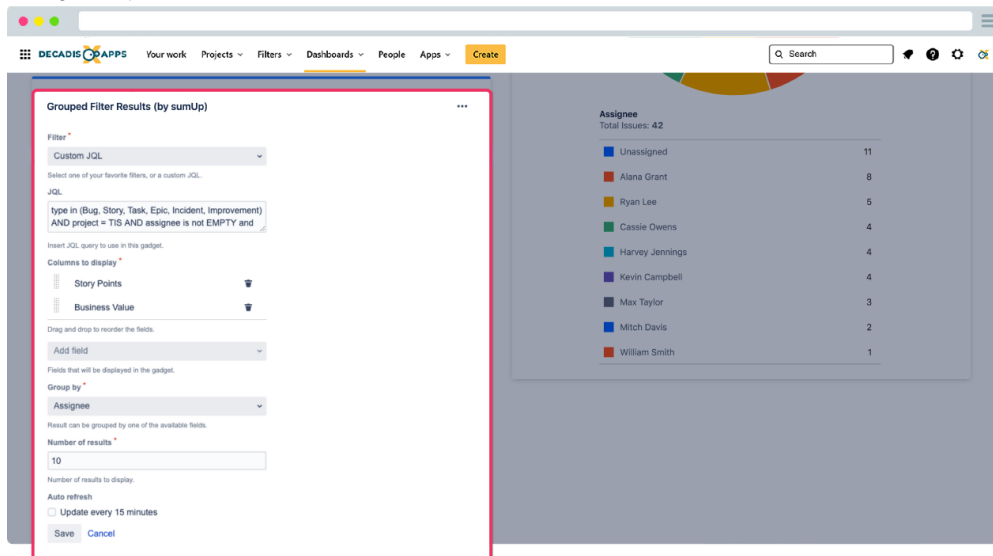 DECADIS APPS Your work Projects Filters Dashboards People Apps Create Search
Grouped Filter Results (by sumUp)
Filter *
Custom JQL
Select one of your favorite filters, or a custom JQL.
JQL
type in (Bug, Story, Task, Epic, Incident, Improvement)
AND project = TIS AND assignee is not EMPTY and
Insert JQL query to use in this gadget.
Columns to display *
Story Points
Business Value
Drag and drop to reorder the fields.
Add field
Fields that will be displayed in the gadget.
Group by *
Assignee
Result can be grouped by one of the available fields.
Number of results *
10
Number of results to display.
Auto refresh
Update every 15 minutes
Save Cancel
Assignee
Total Issues: 42
Unassigned 11
Alana Grant 8
Ryan Lee 5
Cassie Owens 4
Harvey Jennings 4
Kevin Campbell 4
Max Taylor 3
Mitch Davis 2
William Smith 1